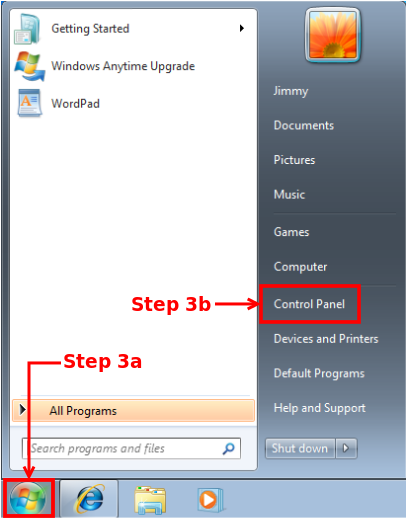 Getting Started
Windows Anytime Upgrade
WordPad
Jimmy
Documents
Pictures
Music
Games
Computer
Step 3b
Control Panel
Devices and Printers
Default Programs
Help and Support
Step 3a
All Programs
Search programs and files
Shut down